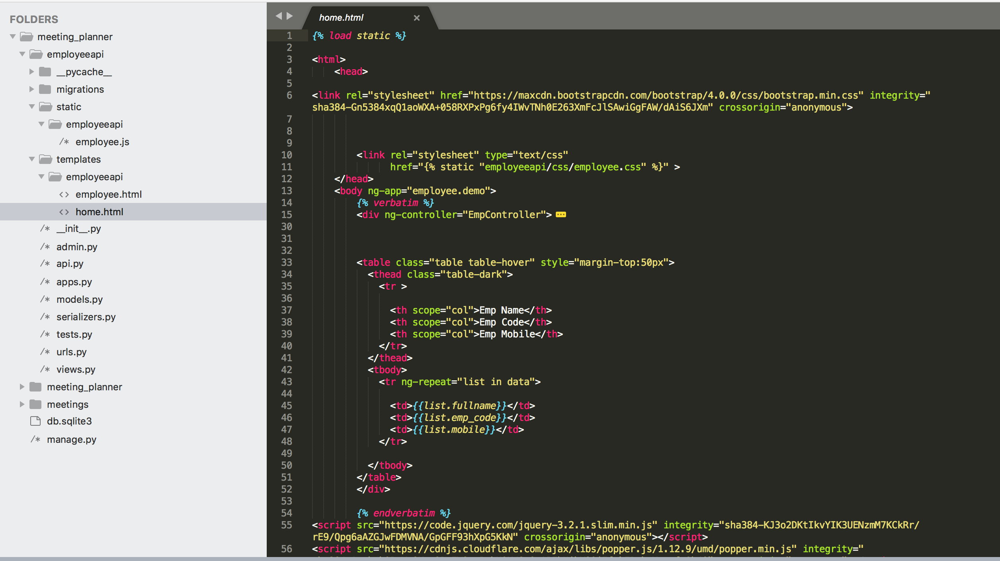 FOLDERS
meeting_planner
employeeapi
__pycache__
migrations
static
employeeapi
/* employee.js
templates
employeeapi
<> employee.html
<> home.html
/* __init__.py
/* admin.py
/* api.py
/* apps.py
/* models.py
/* serializers.py
/* tests.py
/* urls.py
/* views.py
meeting_planner
meetings
db.sqlite3
/* manage.py
home.html ×
1 {% load static %}
2
3 <html>
4 <head>
5
6 <link rel="stylesheet" href="https://maxcdn.bootstrapcdn.com/bootstrap/4.0.0/css/bootstrap.min.css" integrity="
sha384-Gn5384xqQ1aoWXA+058RXPxPg6fy4IWvTNh0E263XmFcJlSAwiGgFAW/dAiS6JXm" crossorigin="anonymous">
7
8
9
10 <link rel="stylesheet" type="text/css"
11 href="{% static "employeeapi/css/employee.css" %}" >
12 </head>
13 <body ng-app="employee.demo">
14 {% verbatim %}
15 <div ng-controller="EmpController">
30
31
32
33 <table class="table table-hover" style="margin-top:50px">
34 <thead class="table-dark">
35 <tr >
36
37 <th scope="col">Emp Name</th>
38 <th scope="col">Emp Code</th>
39 <th scope="col">Emp Mobile</th>
40 </tr>
41 </thead>
42 <tbody>
43 <tr ng-repeat="list in data">
44
45 <td>{{list.fullname}}</td>
46 <td>{{list.emp_code}}</td>
47 <td>{{list.mobile}}</td>
48 </tr>
49
50 </tbody>
51 </table>
52 </div>
53
54 {% endverbatim %}
55 <script src="https://code.jquery.com/jquery-3.2.1.slim.min.js" integrity="sha384-KJ3o2DKtIkvYIK3UENzmM7KCkRr/
rE9/Qpg6aAZGJwFDMVNA/GpGFF93hXpG5KkN" crossorigin="anonymous"></script>
56 <script src="https://cdnjs.cloudflare.com/ajax/libs/popper.js/1.12.9/umd/popper.min.js" integrity="